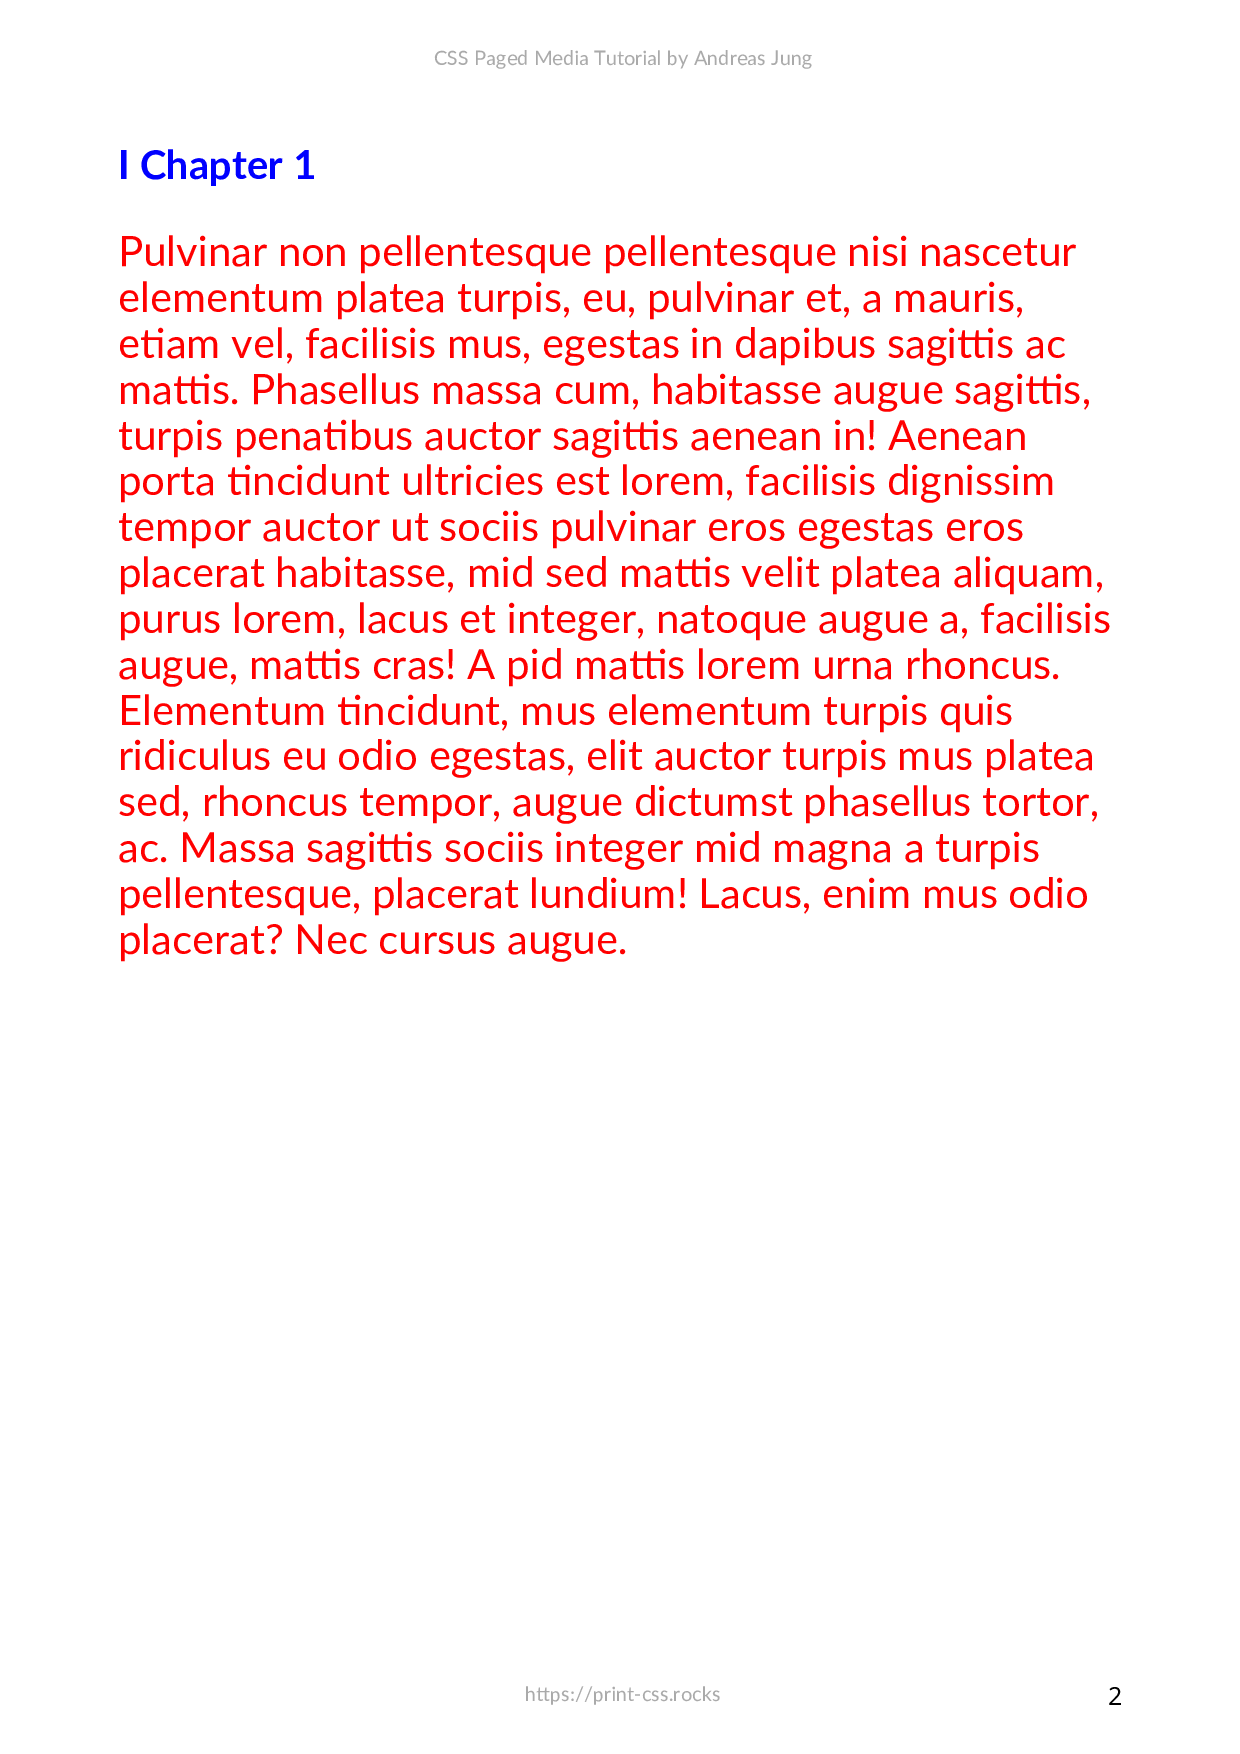 CSS Paged Media Tutorial by Andreas Jung
I Chapter 1
Pulvinar non pellentesque pellentesque nisi nascetur
elementum platea turpis, eu, pulvinar et, a mauris,
etiam vel, facilisis mus, egestas in dapibus sagittis ac
mattis. Phasellus massa cum, habitasse augue sagittis,
turpis penatibus auctor sagittis aenean in! Aenean
porta tincidunt ultricies est lorem, facilisis dignissim
tempor auctor ut sociis pulvinar eros egestas eros
placerat habitasse, mid sed mattis velit platea aliquam,
purus lorem, lacus et integer, natoque augue a, facilisis
augue, mattis cras! A pid mattis lorem urna rhoncus.
Elementum tincidunt, mus elementum turpis quis
ridiculus eu odio egestas, elit auctor turpis mus platea
sed, rhoncus tempor, augue dictumst phasellus tortor,
ac. Massa sagittis sociis integer mid magna a turpis
pellentesque, placerat lundium! Lacus, enim mus odio
placerat? Nec cursus augue.
https://print-css.rocks
2